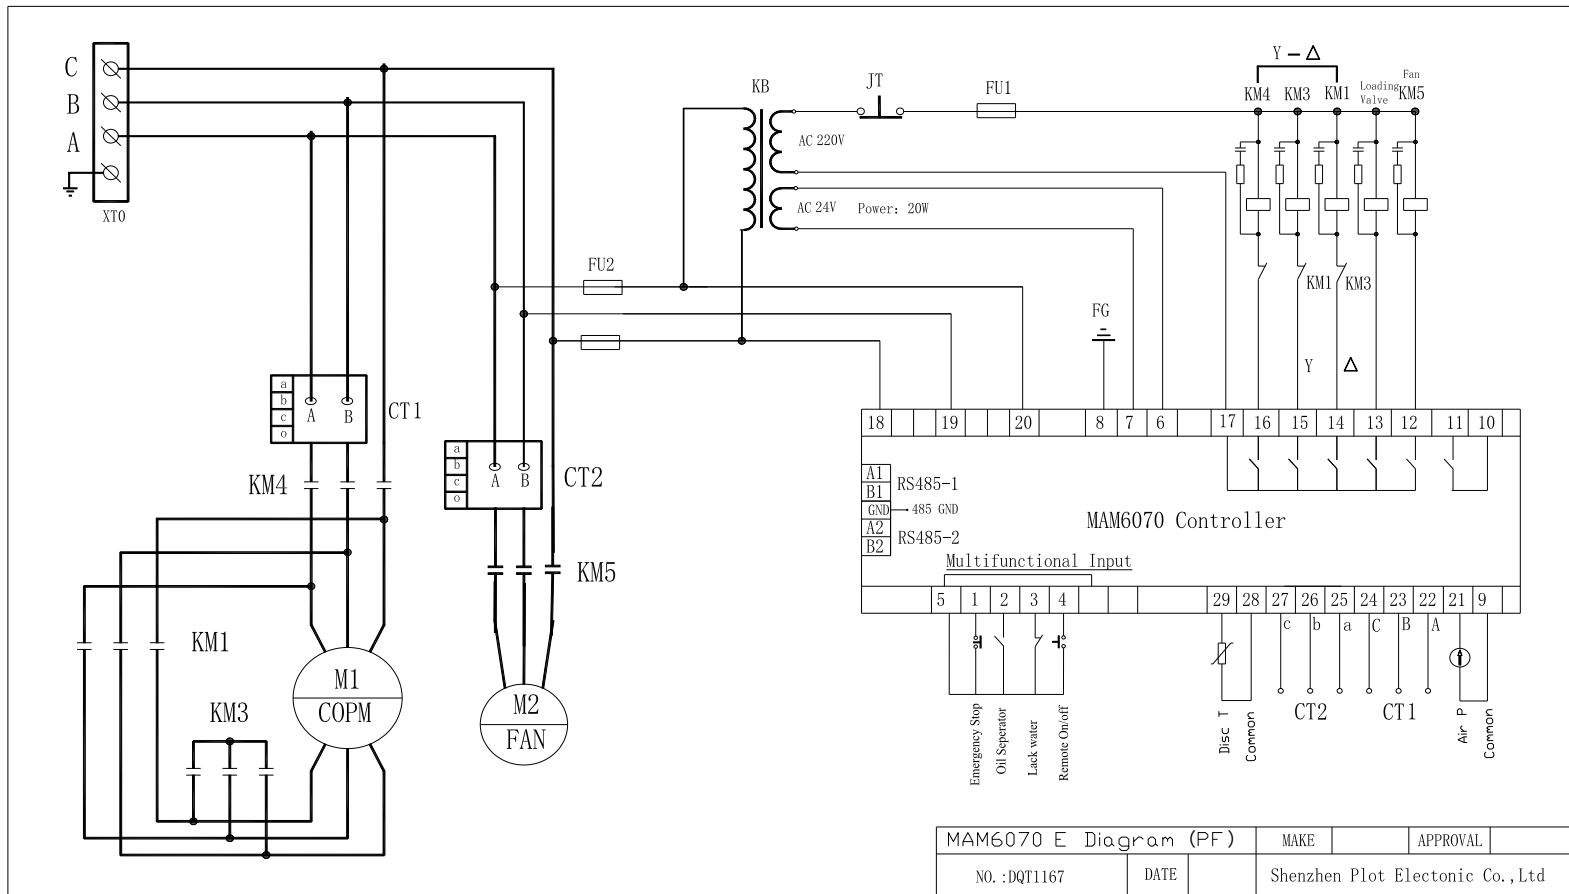 Y - Δ
C
B
A
XT0
KB
JT
FU1
KM4 KM3 KM1 Loading Valve Fan KM5
AC 220V
AC 24V Power: 20W
FU2
KM1 KM3
FG
Y Δ
a
b
c
o
A B
CT1
a
b
c
o
A B
CT2
KM4
KM5
KM1
KM3
M1
COPM
M2
FAN
18 19 20 8 7 6 17 16 15 14 13 12 11 10
A1
B1
GND
A2
B2
RS485-1
485 GND
RS485-2
MAM6070 Controller
Multifunctional Input
5 1 2 3 4 29 28 27 26 25 24 23 22 21 9
c b a C B A
CT2 CT1
Emergency Stop
Oil Seperator
Lack water
Remote On/off
Disc T
Common
Air P
Common
MAM6070 E Diagram (PF) MAKE APPROVAL
NO.:DQT1167 DATE Shenzhen Plot Electonic Co.,Ltd